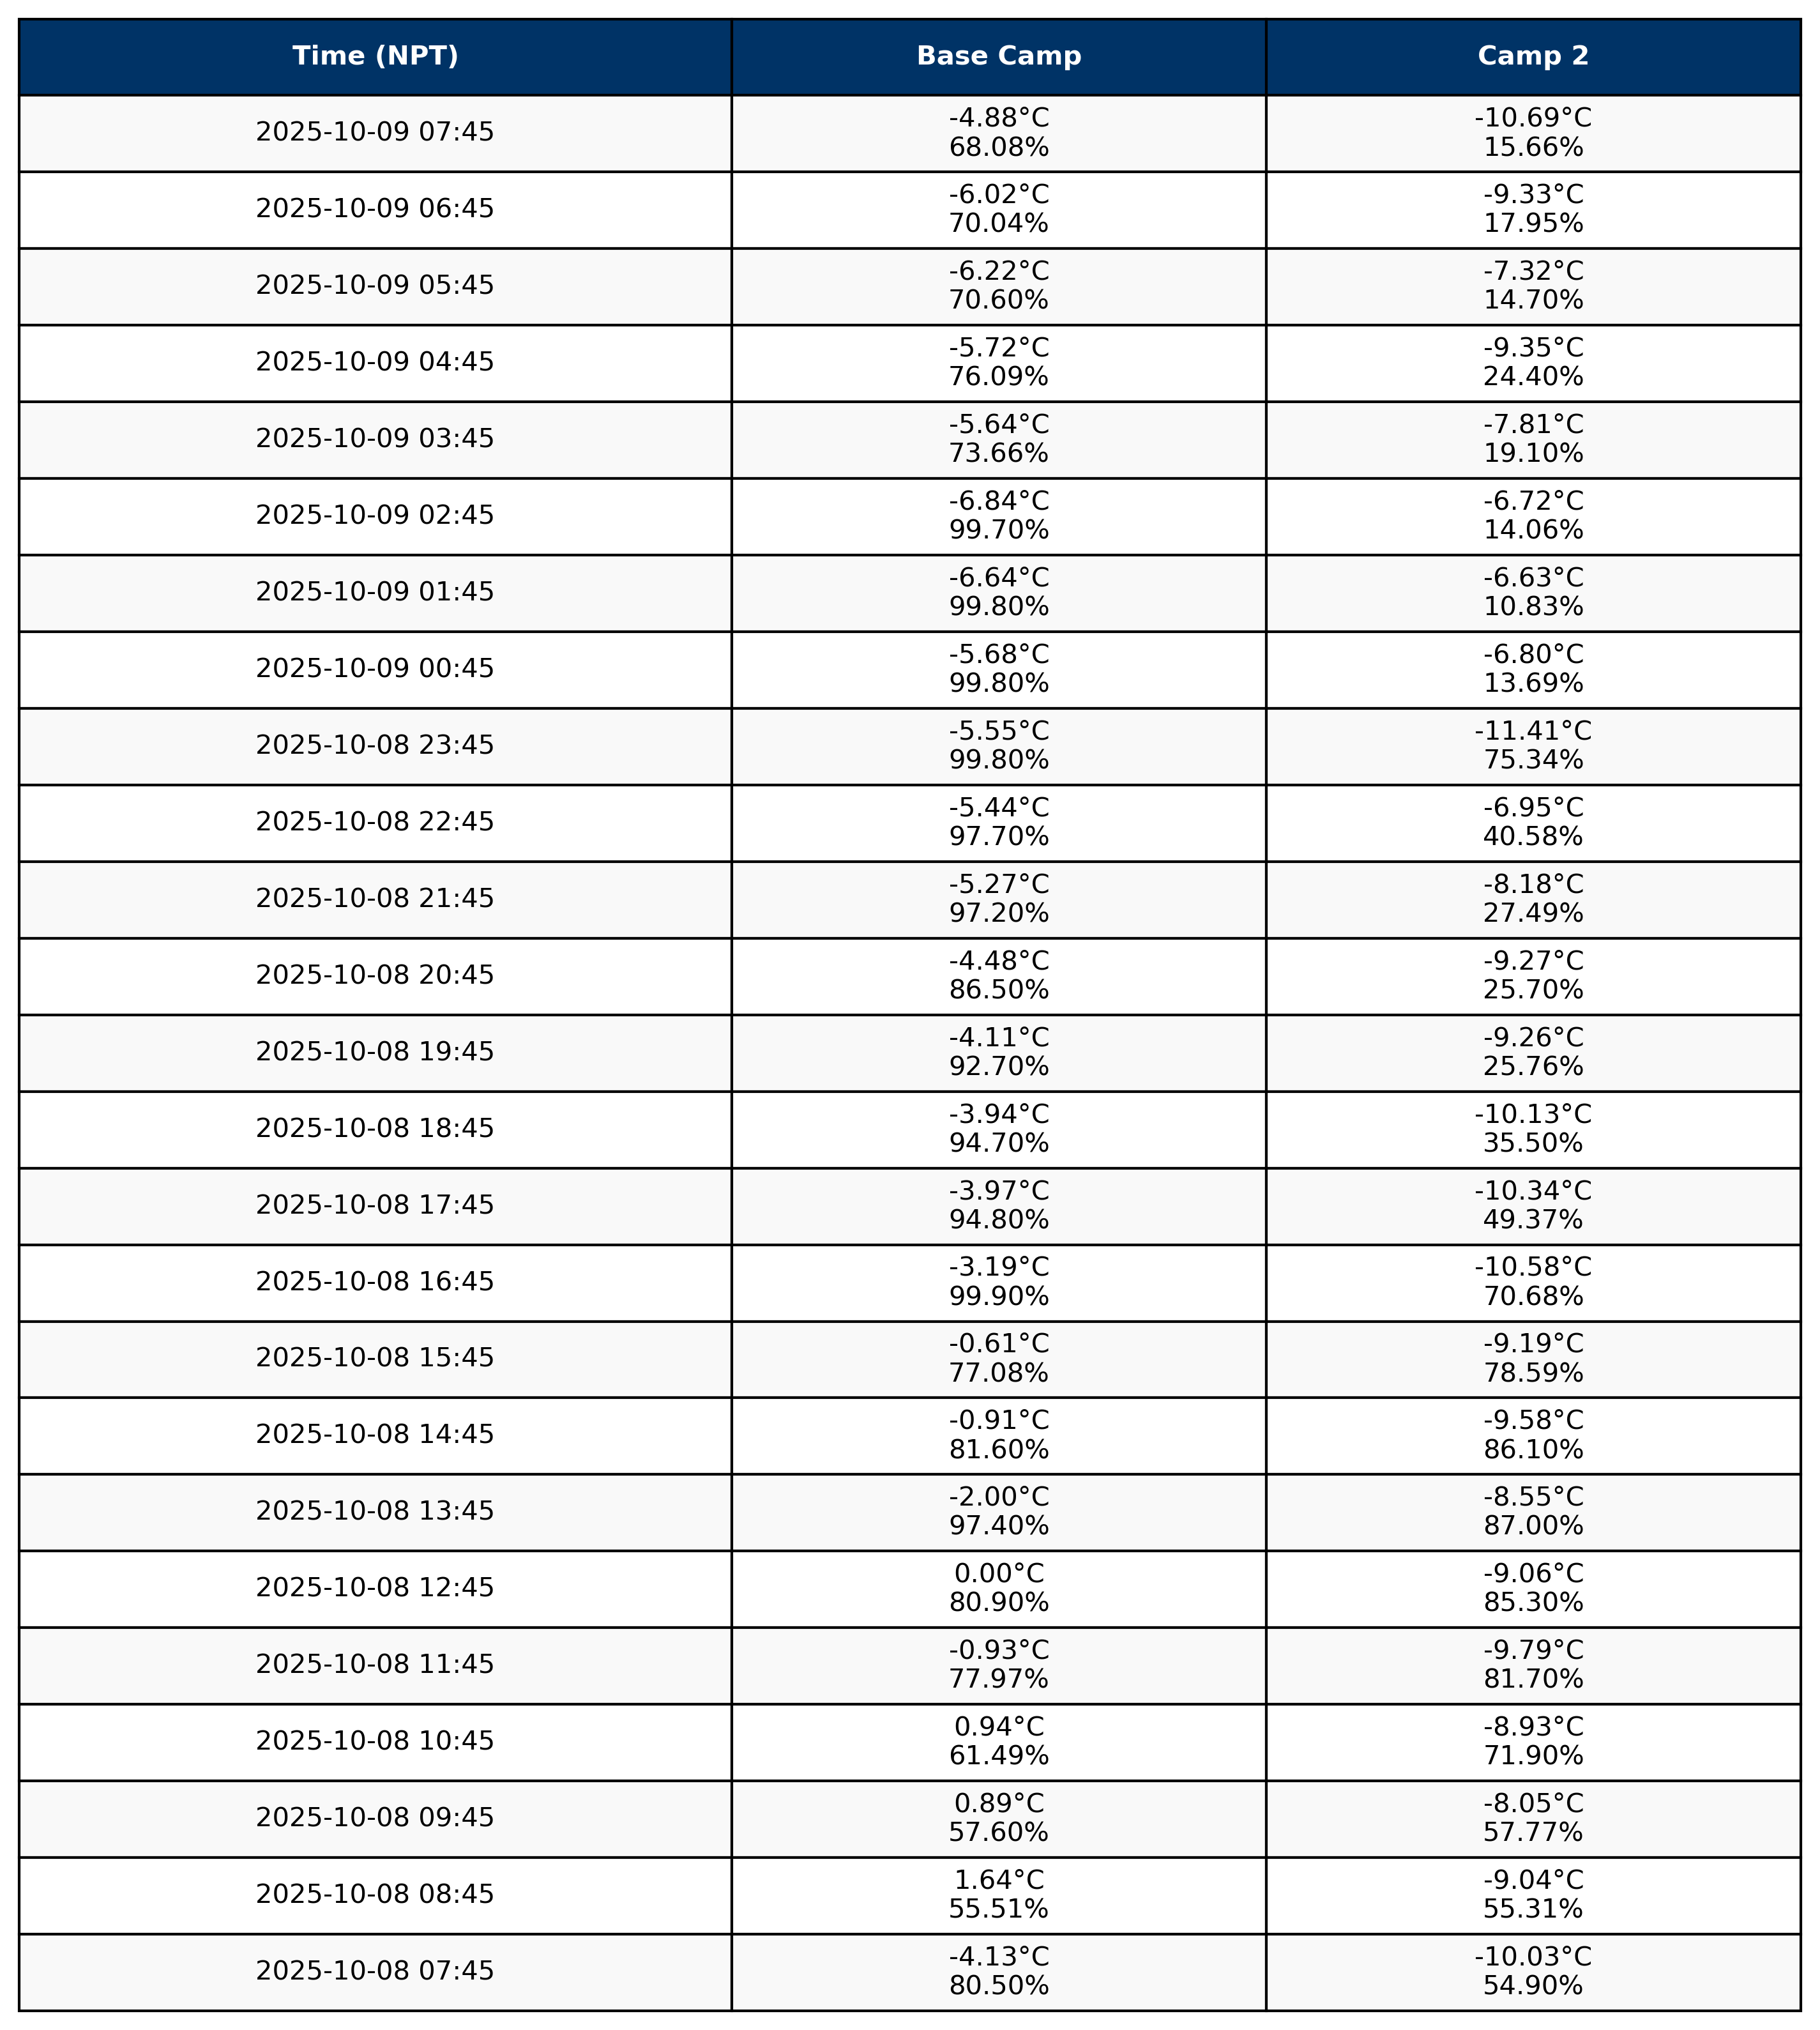 Time (NPT) Base Camp Camp 2
2025-10-09 07:45 -4.88°C -10.69°C
68.08% 15.66%
2025-10-09 06:45 -6.02°C -9.33°C
70.04% 17.95%
2025-10-09 05:45 -6.22°C -7.32°C
70.60% 14.70%
2025-10-09 04:45 -5.72°C -9.35°C
76.09% 24.40%
2025-10-09 03:45 -5.64°C -7.81°C
73.66% 19.10%
2025-10-09 02:45 -6.84°C -6.72°C
99.70% 14.06%
2025-10-09 01:45 -6.64°C -6.63°C
99.80% 10.83%
2025-10-09 00:45 -5.68°C -6.80°C
99.80% 13.69%
2025-10-08 23:45 -5.55°C -11.41°C
99.80% 75.34%
2025-10-08 22:45 -5.44°C -6.95°C
97.70% 40.58%
2025-10-08 21:45 -5.27°C -8.18°C
97.20% 27.49%
2025-10-08 20:45 -4.48°C -9.27°C
86.50% 25.70%
2025-10-08 19:45 -4.11°C -9.26°C
92.70% 25.76%
2025-10-08 18:45 -3.94°C -10.13°C
94.70% 35.50%
2025-10-08 17:45 -3.97°C -10.34°C
94.80% 49.37%
2025-10-08 16:45 -3.19°C -10.58°C
99.90% 70.68%
2025-10-08 15:45 -0.61°C -9.19°C
77.08% 78.59%
2025-10-08 14:45 -0.91°C -9.58°C
81.60% 86.10%
2025-10-08 13:45 -2.00°C -8.55°C
97.40% 87.00%
2025-10-08 12:45 0.00°C -9.06°C
80.90% 85.30%
2025-10-08 11:45 -0.93°C -9.79°C
77.97% 81.70%
2025-10-08 10:45 0.94°C -8.93°C
61.49% 71.90%
2025-10-08 09:45 0.89°C -8.05°C
57.60% 57.77%
2025-10-08 08:45 1.64°C -9.04°C
55.51% 55.31%
2025-10-08 07:45 -4.13°C -10.03°C
80.50% 54.90%